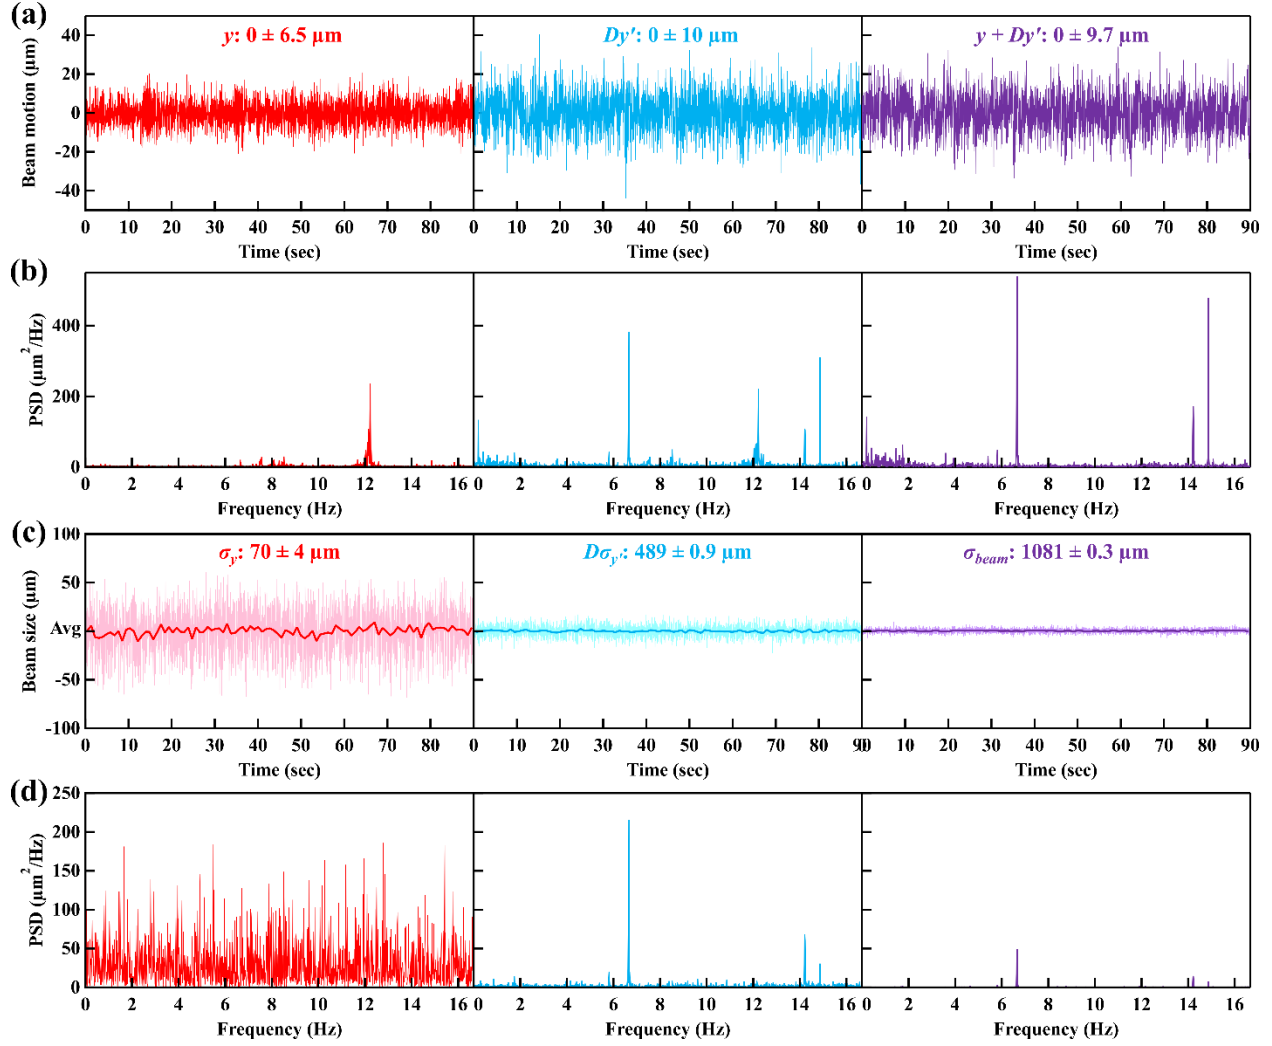 (a)
y: 0 ± 6.5 µm
Dy′: 0 ± 10 µm
y + Dy′: 0 ± 9.7 µm
Beam motion (µm)
40
20
0
-20
-40
0 10 20 30 40 50 60 70 80
0 10 20 30 40 50 60 70 80
0 10 20 30 40 50 60 70 80 90
Time (sec)
Time (sec)
Time (sec)
(b)
PSD (µm²/Hz)
400
200
0
0 2 4 6 8 10 12 14 16
0 2 4 6 8 10 12 14 16
0 2 4 6 8 10 12 14 16
Frequency (Hz)
Frequency (Hz)
Frequency (Hz)
(c)
σy: 70 ± 4 µm
Dσy′: 489 ± 0.9 µm
σbeam: 1081 ± 0.3 µm
Beam size (µm)
100
50
Avg
-50
-100
0 10 20 30 40 50 60 70 80
0 10 20 30 40 50 60 70 80 90
0 10 20 30 40 50 60 70 80 90
Time (sec)
Time (sec)
Time (sec)
(d)
PSD (µm²/Hz)
250
200
150
100
50
0
0 2 4 6 8 10 12 14 16
0 2 4 6 8 10 12 14 16
0 2 4 6 8 10 12 14 16
Frequency (Hz)
Frequency (Hz)
Frequency (Hz)